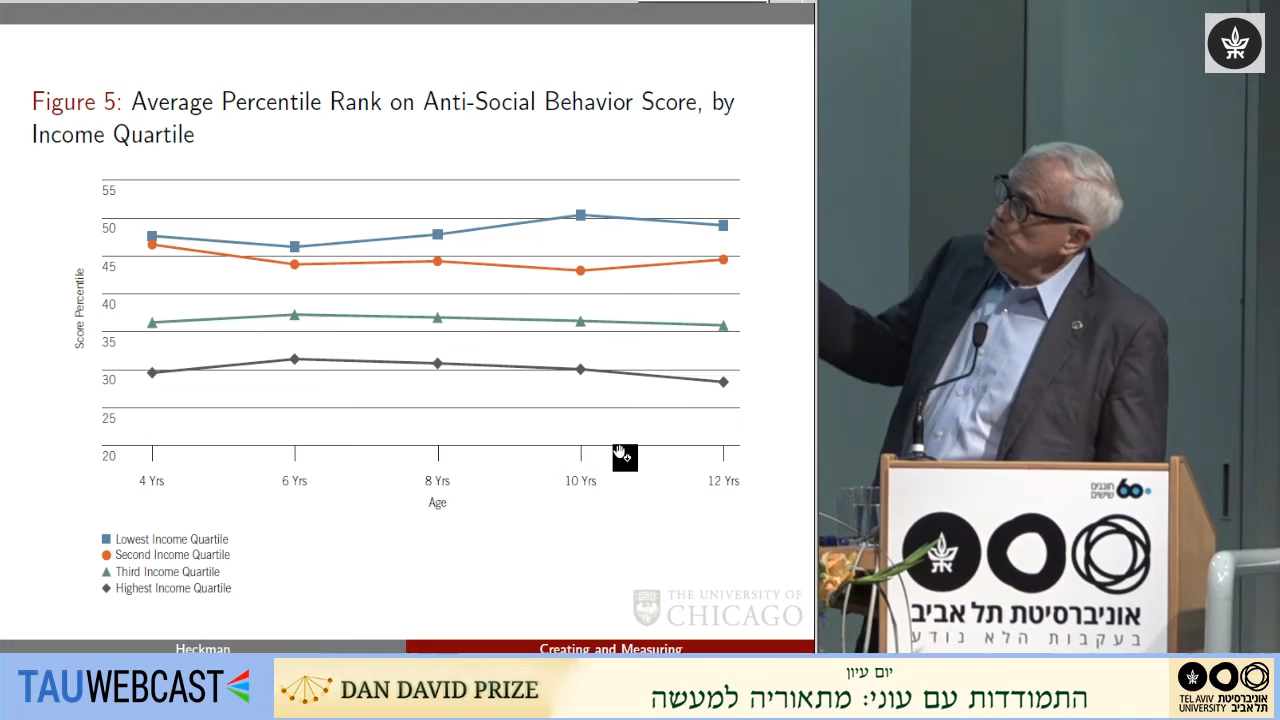 Figure 5: Average Percentile Rank on Anti-Social Behavior Score, by
Income Quartile
55
50
45
40
35
30
25
20
Score Percentile
4 Yrs
6 Yrs
8 Yrs
10 Yrs
12 Yrs
Age
Lowest Income Quartile
Second Income Quartile
Third Income Quartile
Highest Income Quartile
THE UNIVERSITY OF
CHICAGO
Heckman
Creating and Measuring
חוגגים
שישים
60
אוניברסיטת תל אביב
בעקבות הלא נודע
TAUWEBCAST
DAN DAVID PRIZE
יום עיון
התמודדות עם עוני: מתאוריה למעשה
TEL AVIV אוניברסיטת
UNIVERSITY תל אביב